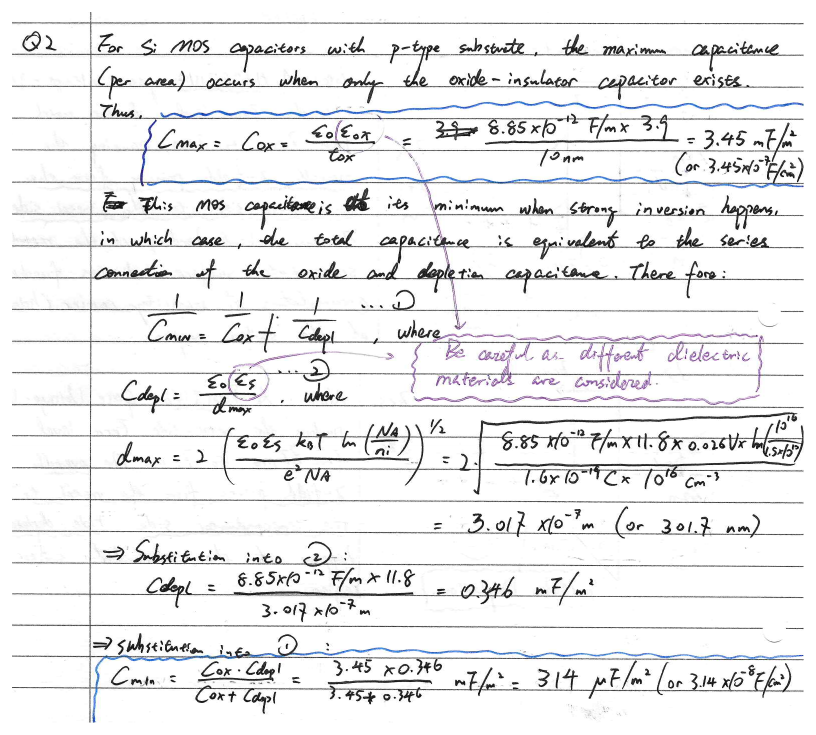 Q2 For Si MOS capacitors with p-type substrate, the maximum capacitance
(per area) occurs when only the oxide-insulator capacitor exists.
Thus,
Cmax = Cox = ε0 εox / tox = 8.85×10^-12 F/m × 3.9 / 10 nm = 3.45 mF/m²
(or 3.45×10^-7 F/cm²)
This MOS capacitance is its minimum when strong inversion happens,
in which case, the total capacitance is equivalent to the series
connection of the oxide and depletion capacitance. Therefore:
1/CMIN = 1/Cox + 1/Cdepl ... ①, where
Be careful as different dielectric
materials are considered.
Cdepl = ε0 εs / dmax ... ②, where
dmax = 2 (ε0 εs kBT ln(NA/ni) / e² NA)^1/2 = 2·√(8.85×10^-12 F/m × 11.8 × 0.026V × ln(10^16/1.5×10^10) / 1.6×10^-19 C × 10^16 cm^-3)
= 3.017 ×10^-7 m (or 301.7 nm)
⇒ Substitution into ②:
Cdepl = 8.85×10^-12 F/m × 11.8 / 3.017 ×10^-7 m = 0.346 mF/m²
⇒ substitution into ①:
Cmin = Cox · Cdepl / Cox + Cdepl = 3.45 × 0.346 / 3.45 + 0.346 mF/m² = 314 μF/m² (or 3.14 ×10^-8 F/cm²)